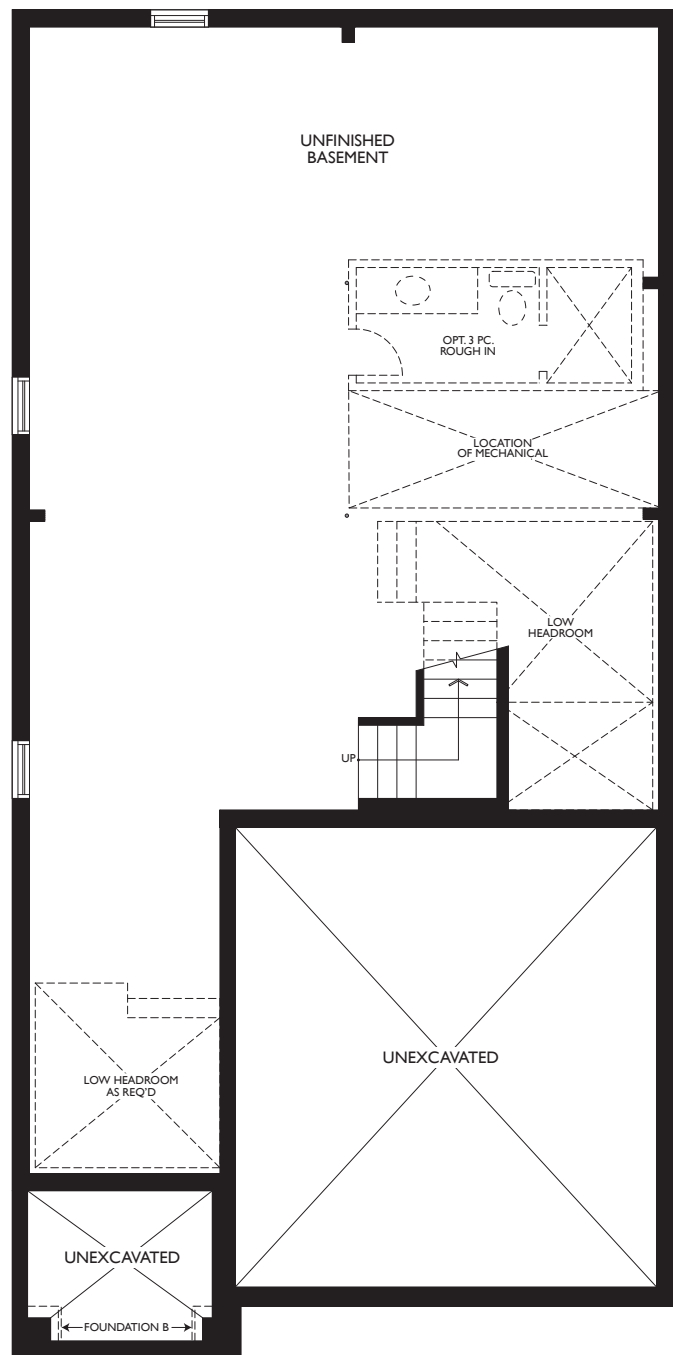 UNFINISHED
BASEMENT
OPT. 3 PC.
ROUGH IN
LOCATION
OF MECHANICAL
LOW
HEADROOM
UP
UNEXCAVATED
LOW HEADROOM
AS REQ'D
UNEXCAVATED
FOUNDATION B